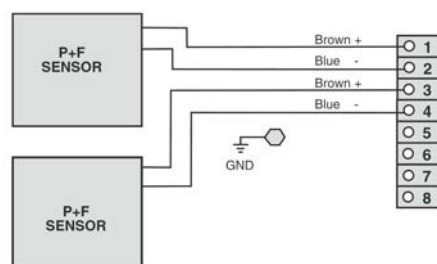 P+F
SENSOR
Brown +
Blue -
Brown +
Blue -
GND
P+F
SENSOR
1
2
3
4
5
6
7
8